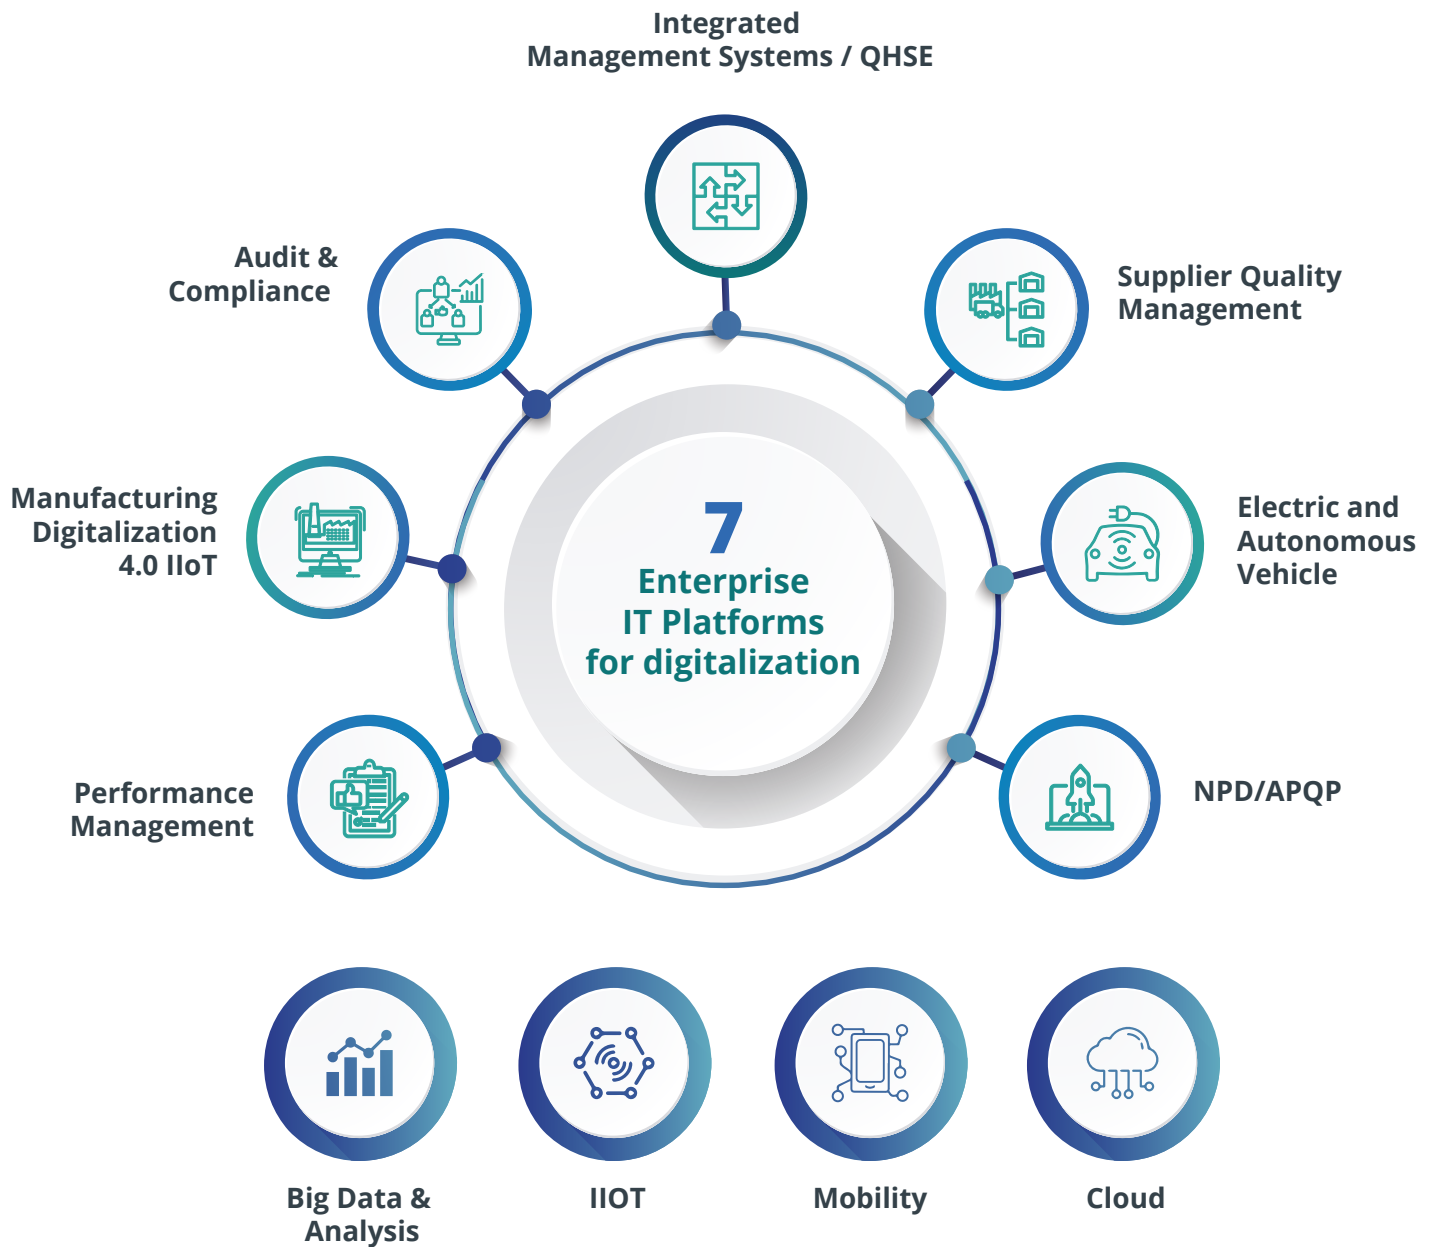 Integrated
Management Systems / QHSE
Audit &
Compliance
Supplier Quality
Management
Manufacturing
Digitalization
4.0 IIoT
Electric and
Autonomous
Vehicle
7
Enterprise
IT Platforms
for digitalization
Performance
Management
NPD/APQP
Big Data &
Analysis
IIOT
Mobility
Cloud